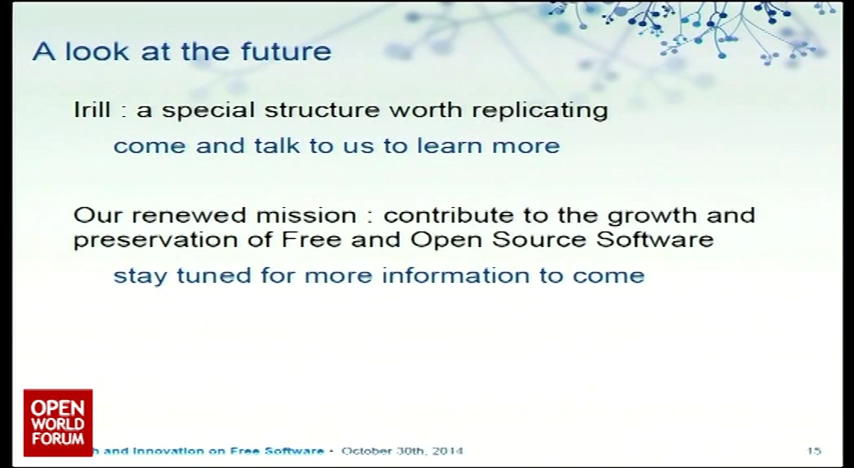 A look at the future
Irill : a special structure worth replicating
come and talk to us to learn more
Our renewed mission : contribute to the growth and
preservation of Free and Open Source Software
stay tuned for more information to come
OPEN
WORLD
FORUM
and Innovation on Free Software • October 30th, 2014
15